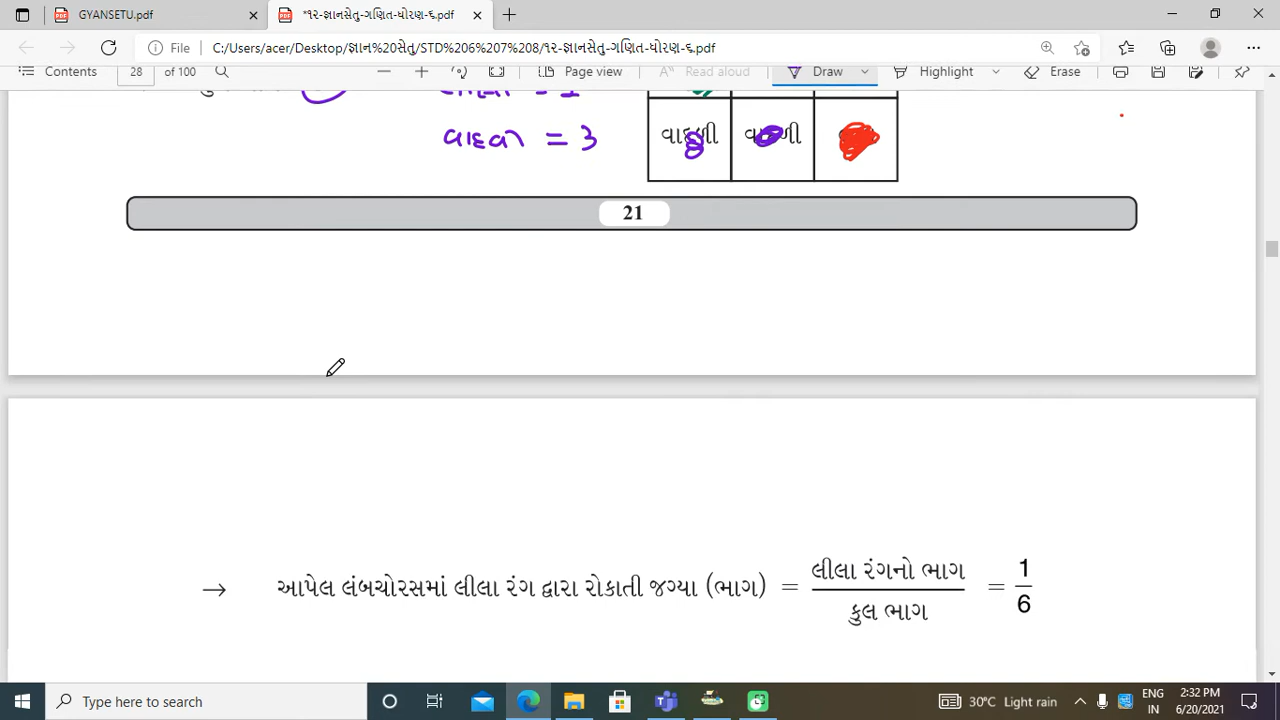 GYANSETU.pdf
*૧૨-જ્ઞાનસેતુ-ગણિત-ધોરણ-૬.pdf
File C:/Users/acer/Desktop/જ્ઞાન%20સેતુ/STD%206%207%208/૧૨-જ્ઞાનસેતુ-ગણિત-ધોરણ-૬.pdf
Contents 28 of 100 Page view Read aloud Draw Highlight Erase
= 1
વાદળી વાદળી
= 3
21
→ આપેલ લંબચોરસમાં લીલા રંગ દ્વારા રોકાતી જગ્યા (ભાગ) = લીલા રંગનો ભાગ / કુલ ભાગ = 1/6
Type here to search
30°C Light rain
ENG
IN
2:32 PM
6/20/2021